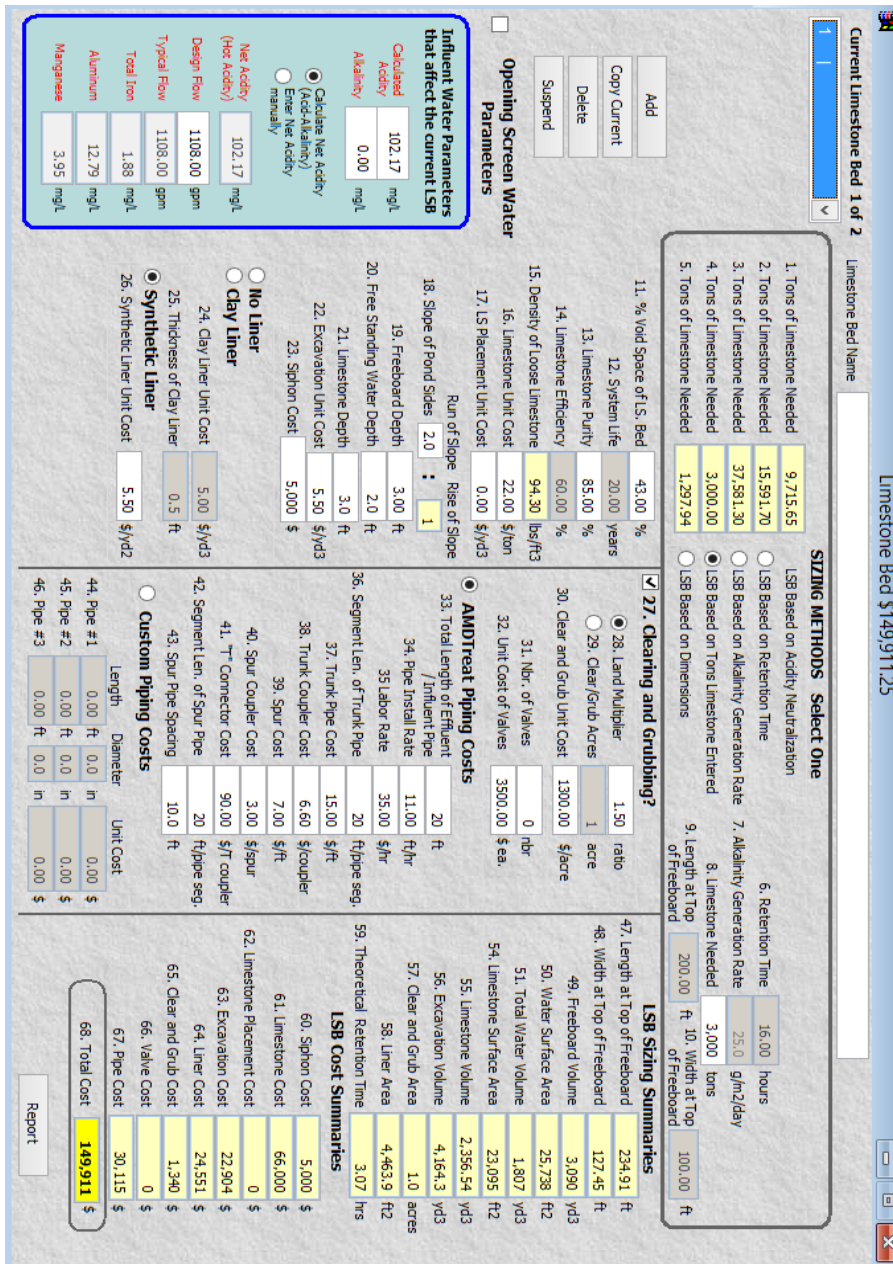 Limestone Bed $149,911.25
Current Limestone Bed 1 of 2
Limestone Bed Name
1
Add
Copy Current
Delete
Suspend
Opening Screen Water
Parameters
Influent Water Parameters
that affect the current LSB
Calculated
Acidity 102.17 mg/L
Alkalinity 0.00 mg/L
Calculate Net Acidity
(Acid-Alkalinity)
Enter Net Acidity
manually
Net Acidity
(Hot Acidity) 102.17 mg/L
Design Flow 1108.00 gpm
Typical Flow 1108.00 gpm
Total Iron 1.88 mg/L
Aluminum 12.79 mg/L
Manganese 3.95 mg/L
SIZING METHODS Select One
1. Tons of Limestone Needed 9,715.65 LSB Based on Acidity Neutralization
2. Tons of Limestone Needed 15,591.70 LSB Based on Retention Time
3. Tons of Limestone Needed 37,581.30 LSB Based on Alkalinity Generation Rate
4. Tons of Limestone Needed 3,000.00 LSB Based on Tons Limestone Entered
5. Tons of Limestone Needed 1,297.94 LSB Based on Dimensions
6. Retention Time 16.00 hours
7. Alkalinity Generation Rate 25.0 g/m2/day
8. Limestone Needed 3,000 tons
9. Length at Top
of Freeboard 200.00 ft
10. Width at Top
of Freeboard 100.00 ft
11. % Void Space of LS. Bed 43.00 %
12. System Life 20.00 years
13. Limestone Purity 85.00 %
14. Limestone Efficiency 60.00 %
15. Density of Loose Limestone 94.30 lbs/ft3
16. Limestone Unit Cost 22.00 $/ton
17. LS Placement Unit Cost 0.00 $/yd3
Run of Slope Rise of Slope
18. Slope of Pond Sides 2.0 : 1
19. Freeboard Depth 3.00 ft
20. Free Standing Water Depth 2.0 ft
21. Limestone Depth 3.0 ft
22. Excavation Unit Cost 5.50 $/yd3
23. Siphon Cost 5,000 $
No Liner
Clay Liner
24. Clay Liner Unit Cost 5.00 $/yd3
25. Thickness of Clay Liner 0.5 ft
Synthetic Liner
26. Synthetic Liner Unit Cost 5.50 $/yd2
27. Clearing and Grubbing?
28. Land Multiplier 1.50 ratio
29. Clear/Grub Acres 1 acre
30. Clear and Grub Unit Cost 1300.00 $/acre
31. Nbr. of Valves 0 nbr
32. Unit Cost of Valves 3500.00 $ ea.
AMDTreat Piping Costs
33. Total Length of Effluent
/ Influent Pipe 20 ft
34. Pipe Install Rate 11.00 ft/hr
35 Labor Rate 35.00 $/hr
36. Segment Len. of Trunk Pipe 20 ft/pipe seg.
37. Trunk Pipe Cost 15.00 $/ft
38. Trunk Coupler Cost 6.60 $/coupler
39. Spur Cost 7.00 $/ft
40. Spur Coupler Cost 3.00 $/spur
41. "T" Connector Cost 90.00 $/T coupler
42. Segment Len. of Spur Pipe 20 ft/pipe seg.
43. Spur Pipe Spacing 10.0 ft
Custom Piping Costs
Length Diameter Unit Cost
44. Pipe #1 0.00 ft 0.0 in 0.00 $
45. Pipe #2 0.00 ft 0.0 in 0.00 $
46. Pipe #3 0.00 ft 0.0 in 0.00 $
LSB Sizing Summaries
47. Length at Top of Freeboard 234.91 ft
48. Width at Top of Freeboard 127.45 ft
49. Freeboard Volume 3,090 yd3
50. Water Surface Area 25,738 ft2
51. Total Water Volume 1,807 yd3
54. Limestone Surface Area 23,095 ft2
55. Limestone Volume 2,356.54 yd3
56. Excavation Volume 4,164.3 yd3
57. Clear and Grub Area 1.0 acres
58. Liner Area 4,463.9 ft2
59. Theoretical Retention Time 3.07 hrs
LSB Cost Summaries
60. Siphon Cost 5,000 $
61. Limestone Cost 66,000 $
62. Limestone Placement Cost 0 $
63. Excavation Cost 22,904 $
64. Liner Cost 24,551 $
65. Clear and Grub Cost 1,340 $
66. Valve Cost 0 $
67. Pipe Cost 30,115 $
68. Total Cost 149,911 $
Report